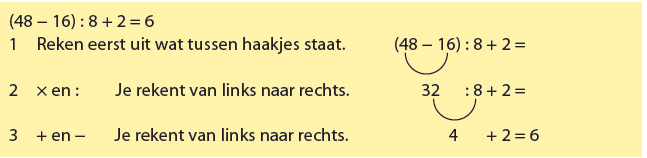 (48 − 16) : 8 + 2 = 6
1 Reken eerst uit wat tussen haakjes staat. (48 − 16) : 8 + 2 =
2 × en : Je rekent van links naar rechts. 32 : 8 + 2 =
3 + en − Je rekent van links naar rechts. 4 + 2 = 6